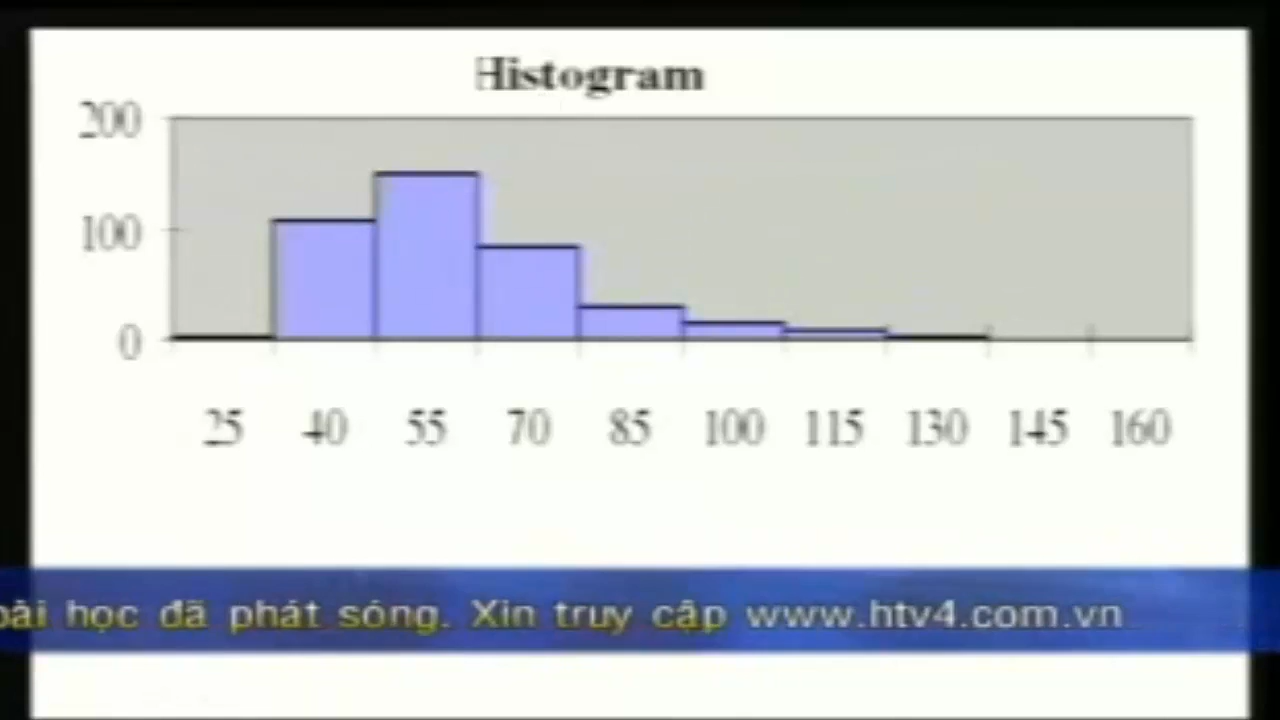 Histogram
200
100
0
25 40 55 70 85 100 115 130 145 160
bài học đã phát sóng. Xin truy cập www.htv4.com.vn